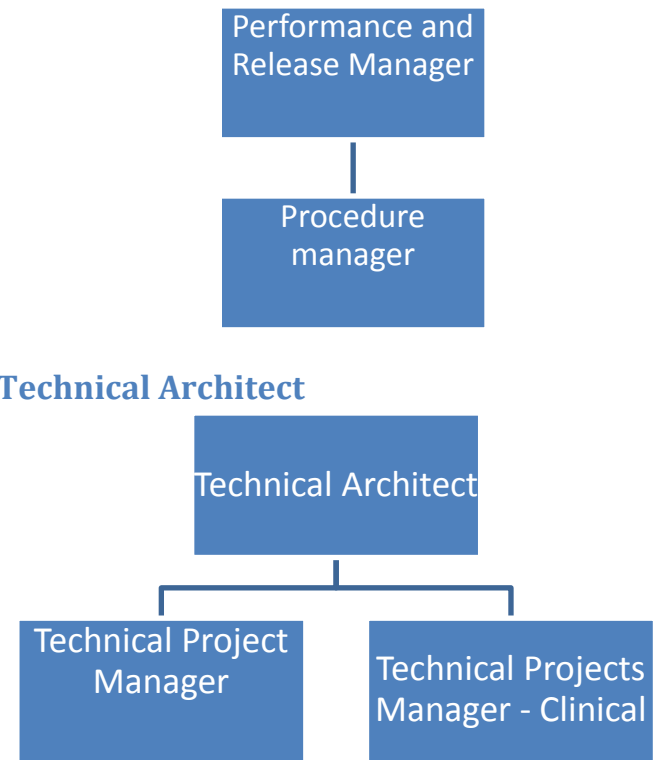 Performance and
Release Manager
Procedure
manager
Technical Architect
Technical Architect
Technical Project
Manager
Technical Projects
Manager - Clinical